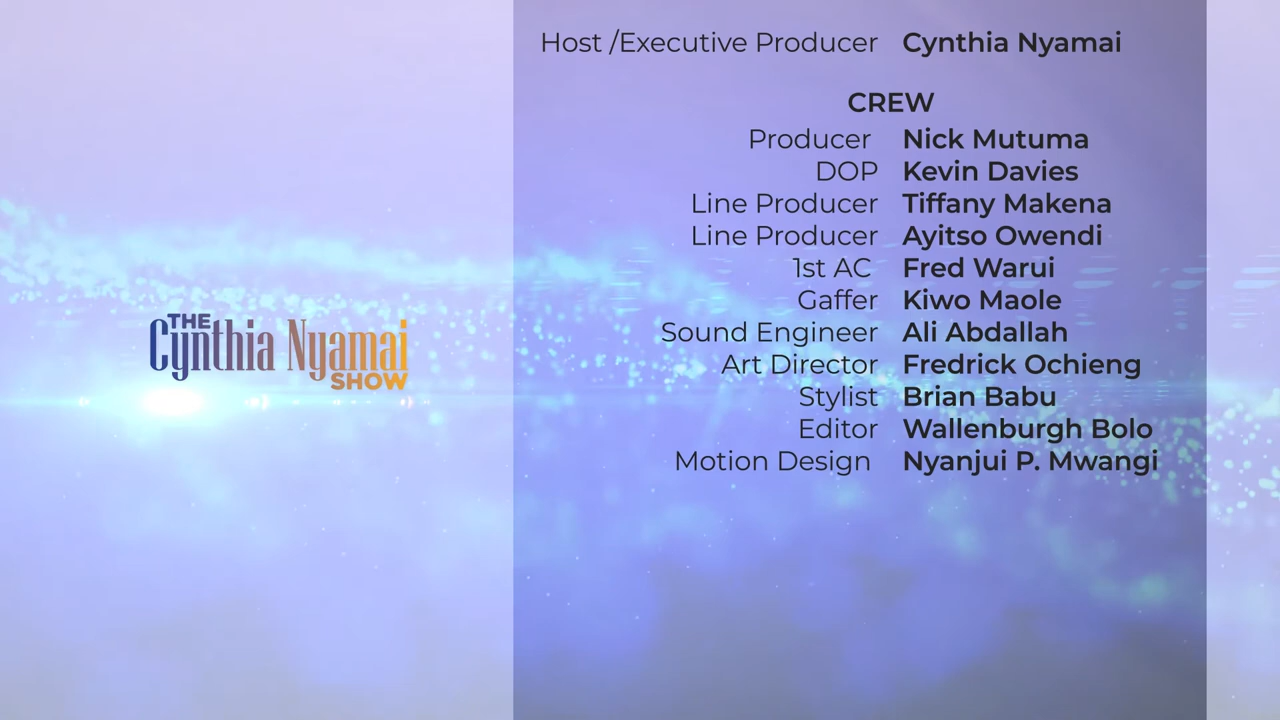 THE
Cynthia Nyamai
SHOW
Host /Executive Producer Cynthia Nyamai
CREW
Producer Nick Mutuma
DOP Kevin Davies
Line Producer Tiffany Makena
Line Producer Ayitso Owendi
1st AC Fred Warui
Gaffer Kiwo Maole
Sound Engineer Ali Abdallah
Art Director Fredrick Ochieng
Stylist Brian Babu
Editor Wallenburgh Bolo
Motion Design Nyanjui P. Mwangi